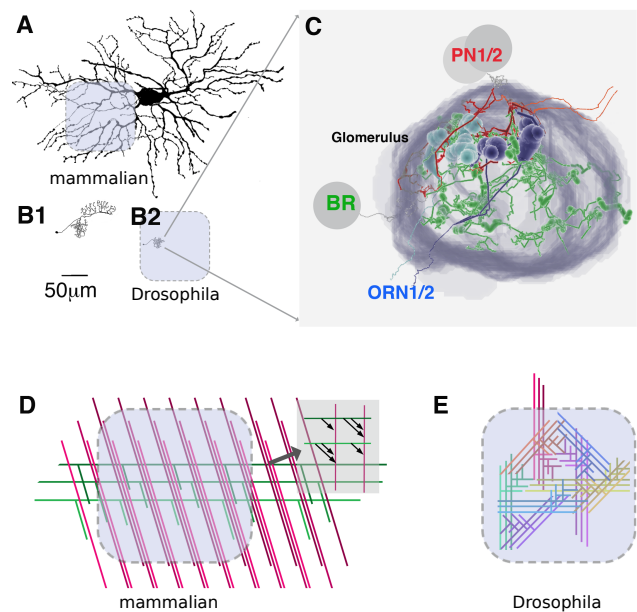 A
mammalian
B1
B2
50μm
Drosophila
C
PN1/2
Glomerulus
BR
ORN1/2
D
mammalian
E
Drosophila